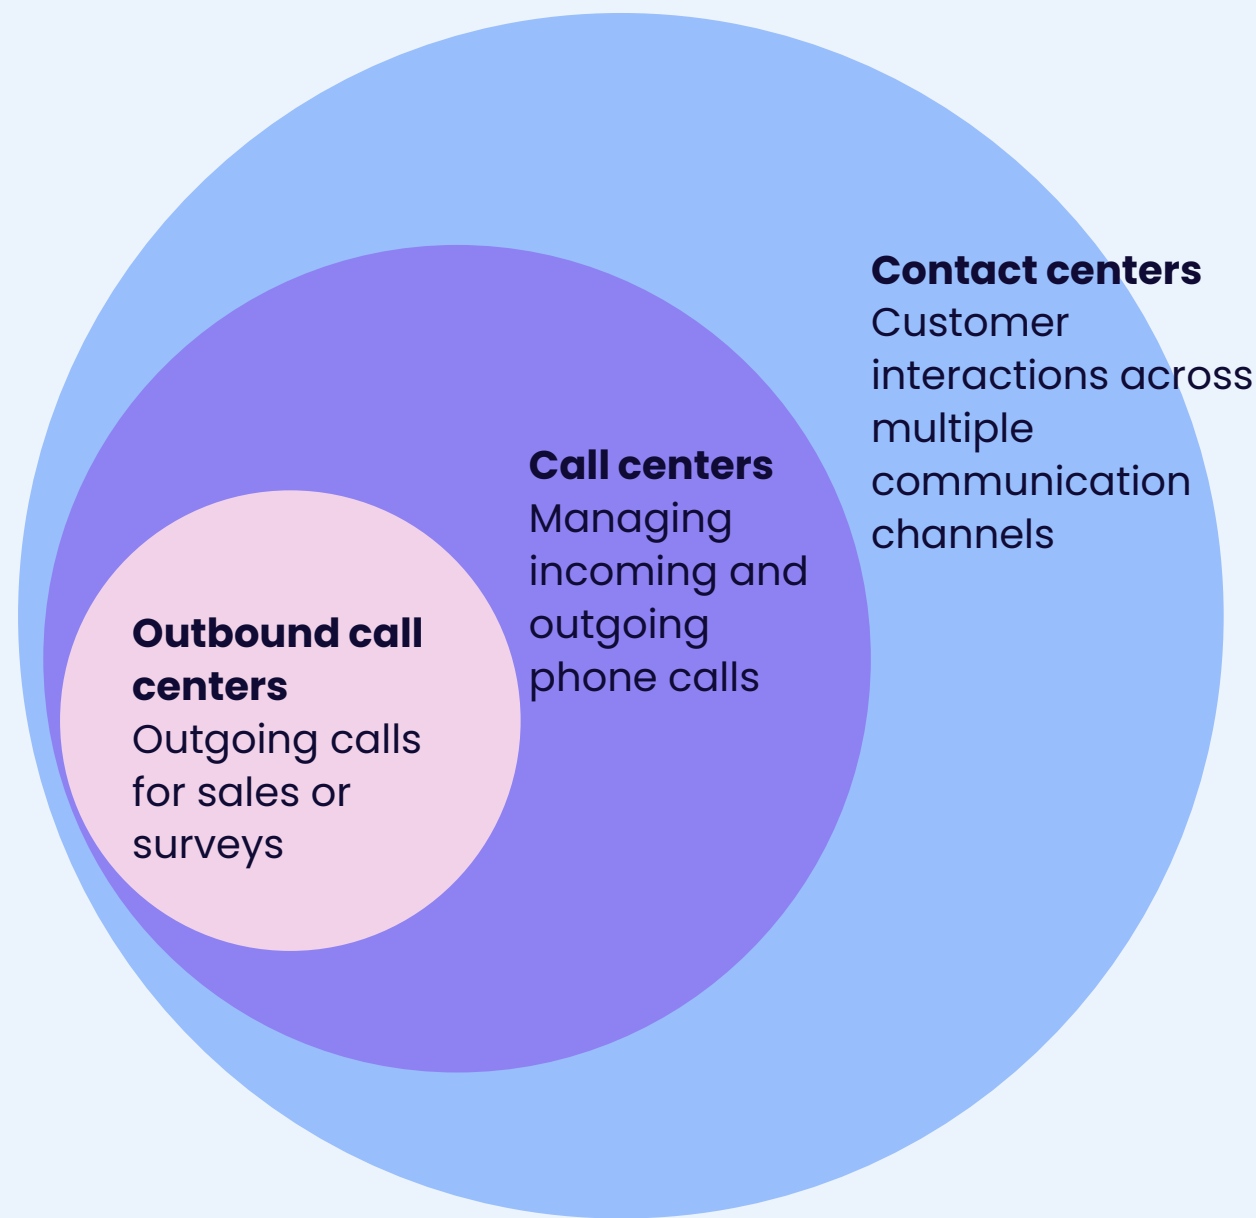 Contact centers
Customer
interactions across
multiple
communication
channels
Call centers
Managing
incoming and
outgoing
phone calls
Outbound call
centers
Outgoing calls
for sales or
surveys